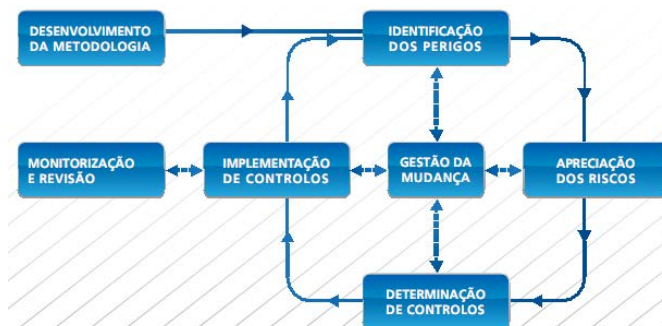 DESENVOLVIMENTO
DA METODOLOGIA
IDENTIFICAÇÃO
DOS PERIGOS
MONITORIZAÇÃO
E REVISÃO
IMPLEMENTAÇÃO
DE CONTROLOS
GESTÃO DA
MUDANÇA
APRECIAÇÃO
DOS RISCOS
DETERMINAÇÃO
DE CONTROLOS